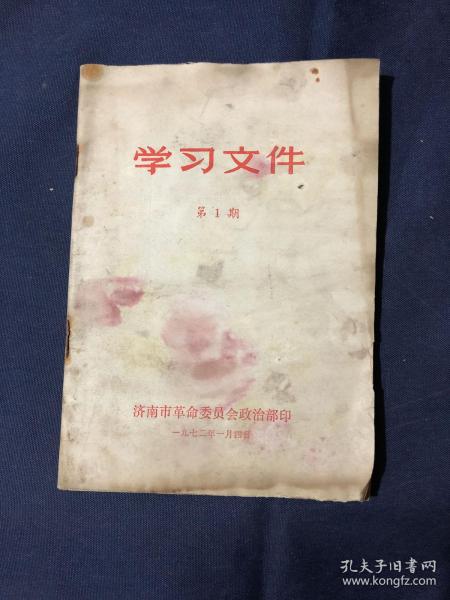 学习文件
第1期
济南市革命委员会政治部印
一九七二年一月四日
孔夫子旧书网
www.kongfz.com